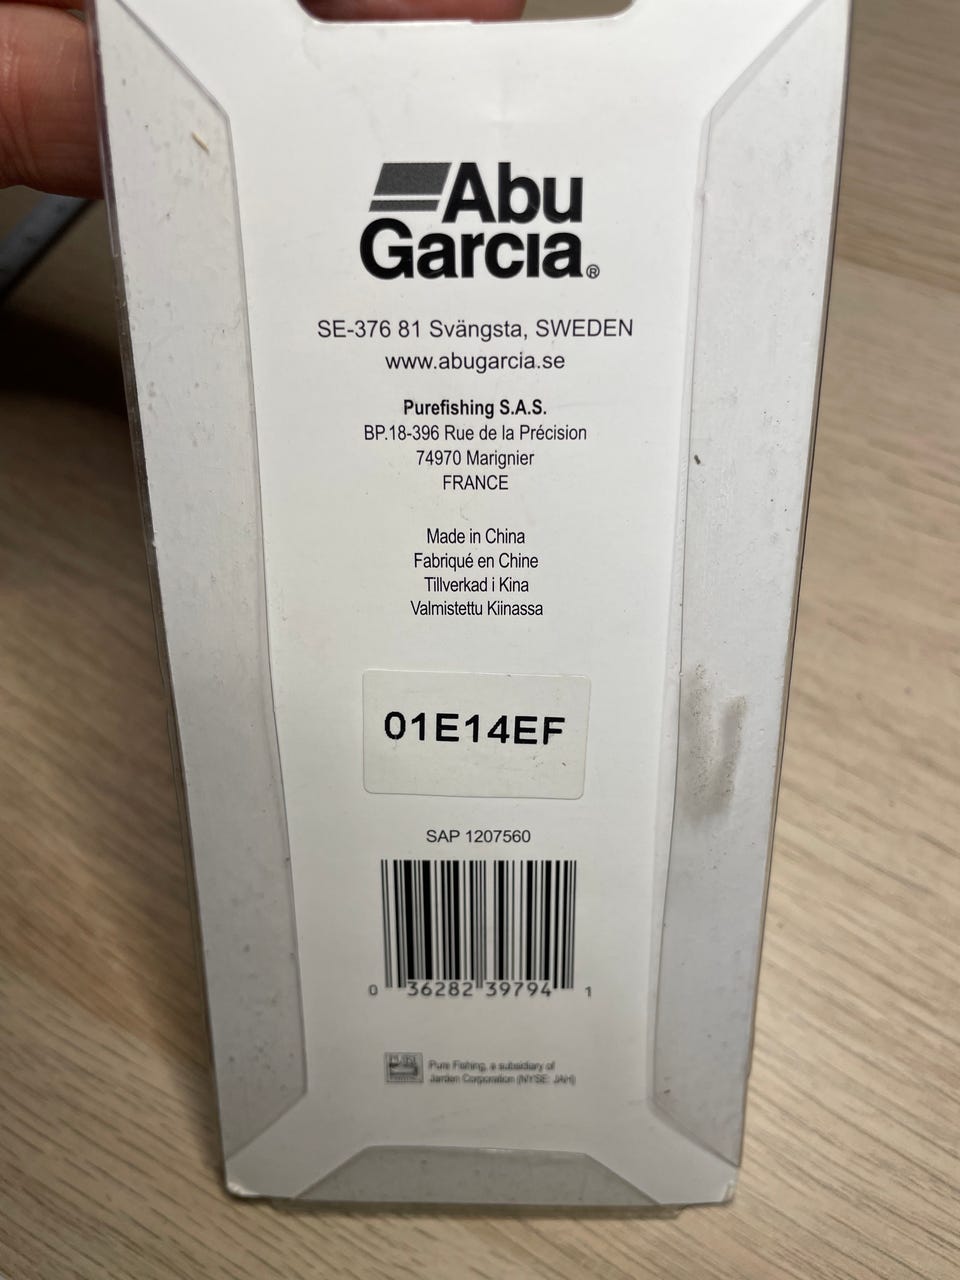 Abu
Garcia®
SE-376 81 Svängsta, SWEDEN
www.abugarcia.se
Purefishing S.A.S.
BP.18-396 Rue de la Précision
74970 Marignier
FRANCE
Made in China
Fabriqué en Chine
Tillverkad i Kina
Valmistettu Kiinassa
01E14EF
SAP 1207560
0 36282 39794 1
Pure Fishing, a subsidiary of
Jarden Corporation (NYSE: JAH)